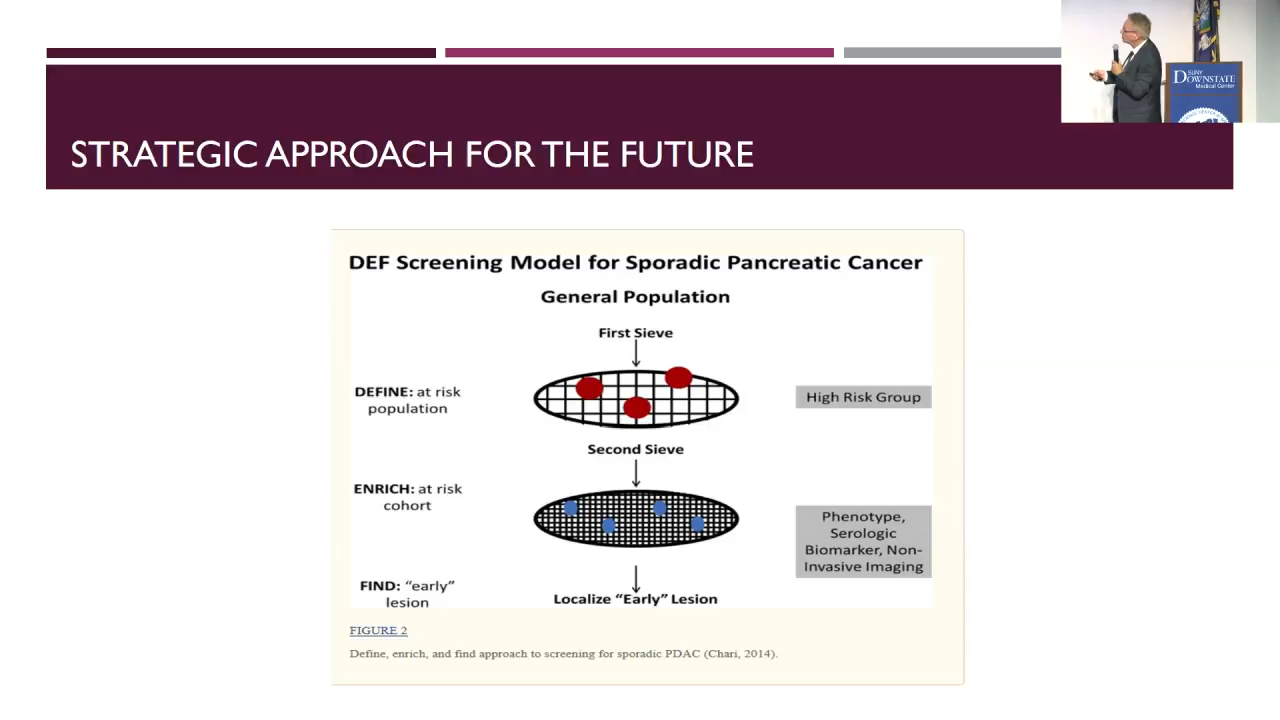 STRATEGIC APPROACH FOR THE FUTURE
SUNY
DOWNSTATE
Medical Center
DEF Screening Model for Sporadic Pancreatic Cancer
General Population
First Sieve
DEFINE: at risk
population
High Risk Group
Second Sieve
ENRICH: at risk
cohort
Phenotype,
Serologic
Biomarker, Non-
Invasive Imaging
FIND: “early”
lesion
Localize “Early” Lesion
FIGURE 2
Define, enrich, and find approach to screening for sporadic PDAC (Chari, 2014).